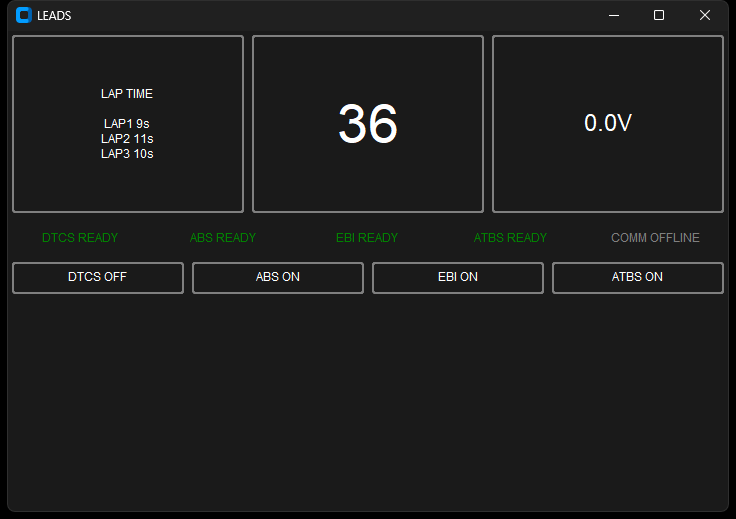 LEADS
LAP TIME
LAP1 9s
LAP2 11s
LAP3 10s
36
0.0V
DTCS READY
ABS READY
EBI READY
ATBS READY
COMM OFFLINE
DTCS OFF
ABS ON
EBI ON
ATBS ON